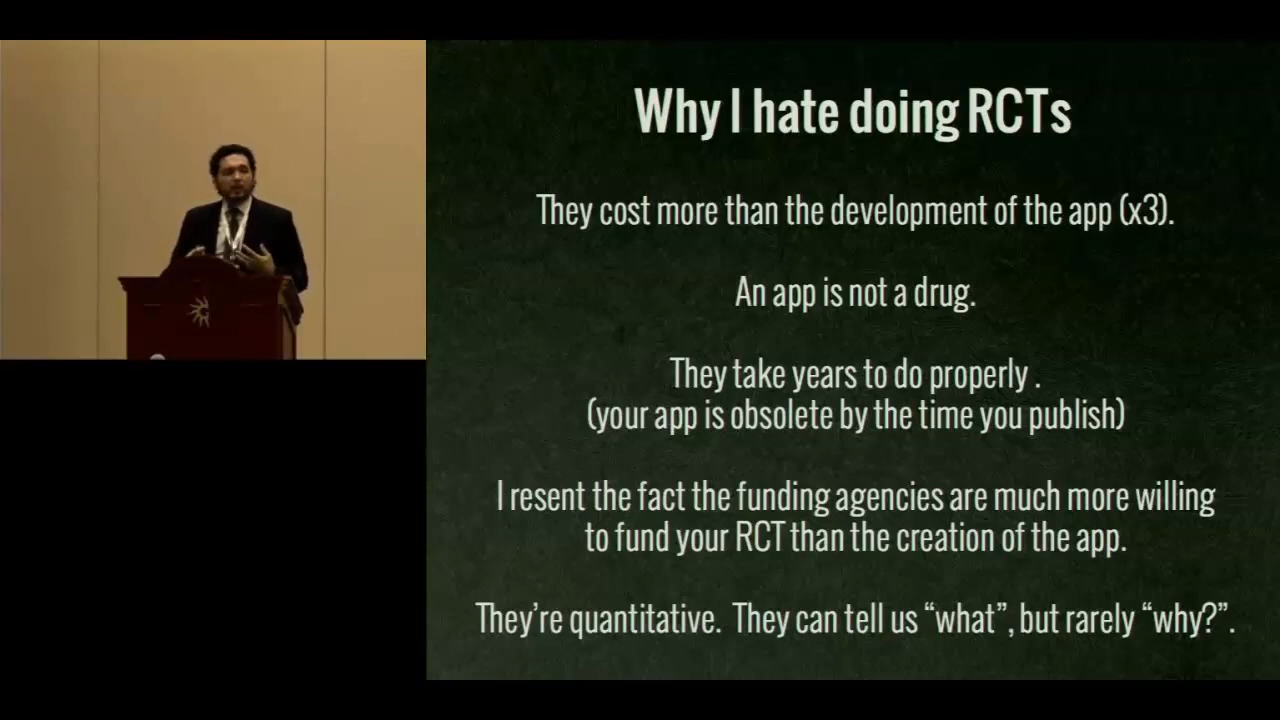 Why I hate doing RCTs
They cost more than the development of the app (x3).
An app is not a drug.
They take years to do properly .
(your app is obsolete by the time you publish)
I resent the fact the funding agencies are much more willing
to fund your RCT than the creation of the app.
They’re quantitative.  They can tell us “what”, but rarely “why?”.